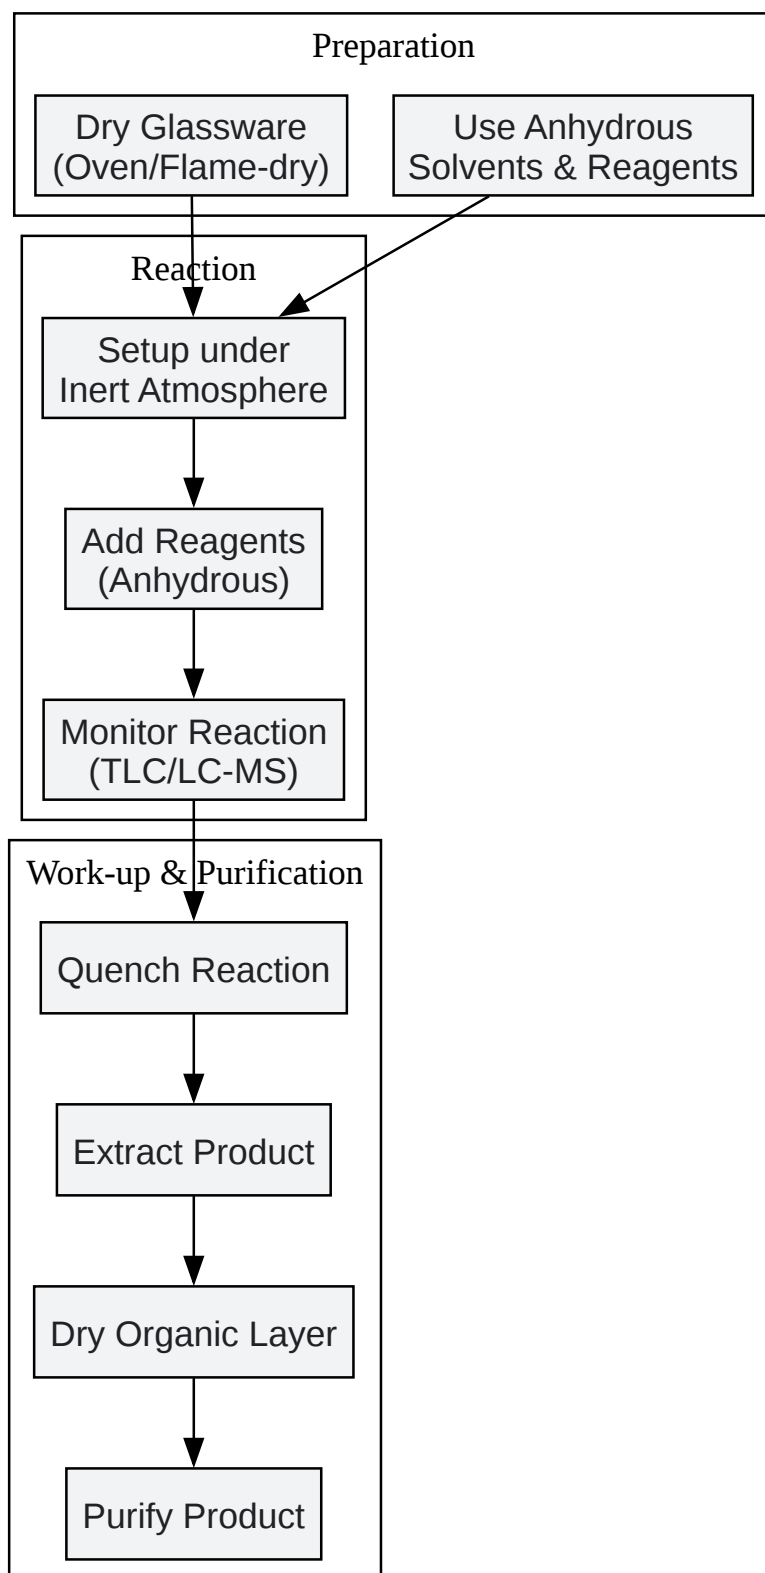 Preparation
Dry Glassware
(Oven/Flame-dry)
Use Anhydrous
Solvents & Reagents
Reaction
Setup under
Inert Atmosphere
Add Reagents
(Anhydrous)
Monitor Reaction
(TLC/LC-MS)
Work-up & Purification
Quench Reaction
Extract Product
Dry Organic Layer
Purify Product